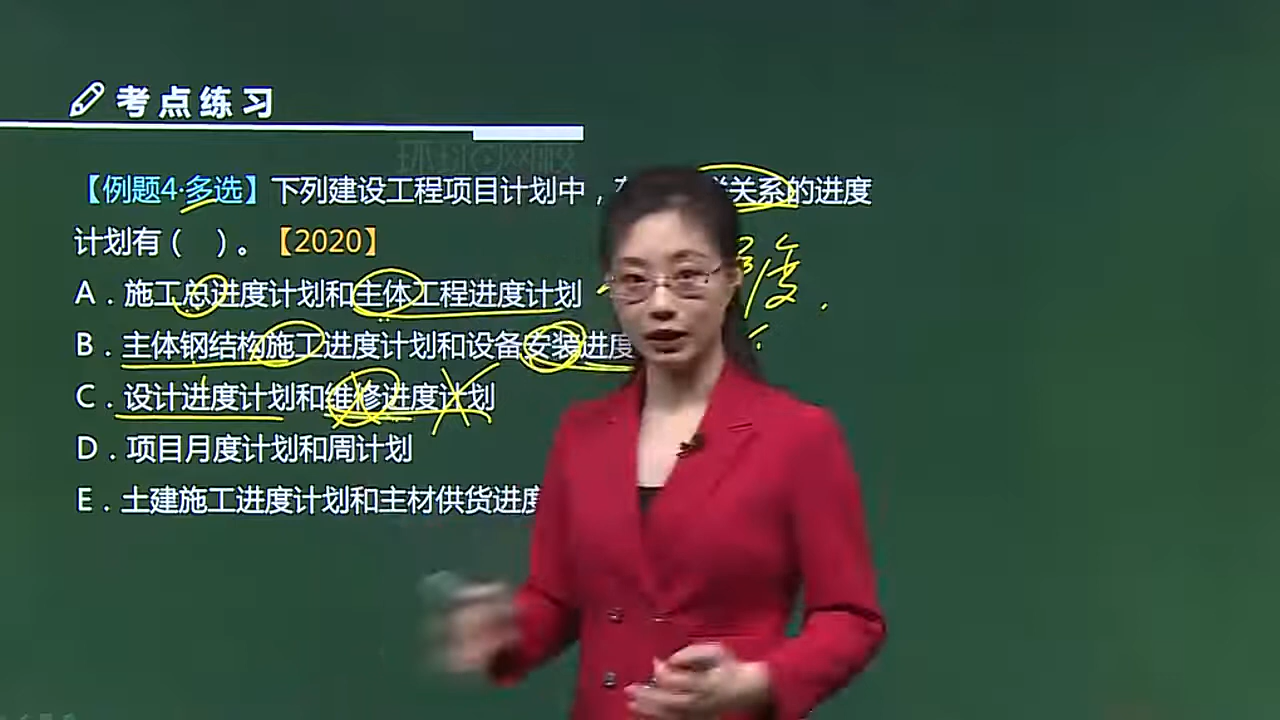 考点练习
【例题4·多选】下列建设工程项目计划中，关系的进度
计划有（ ）。【2020】
A．施工总进度计划和主体工程进度计划
B．主体钢结构施工进度计划和设备安装进度
C．设计进度计划和维修进度计划
D．项目月度计划和周计划
E．土建施工进度计划和主材供货进度
度